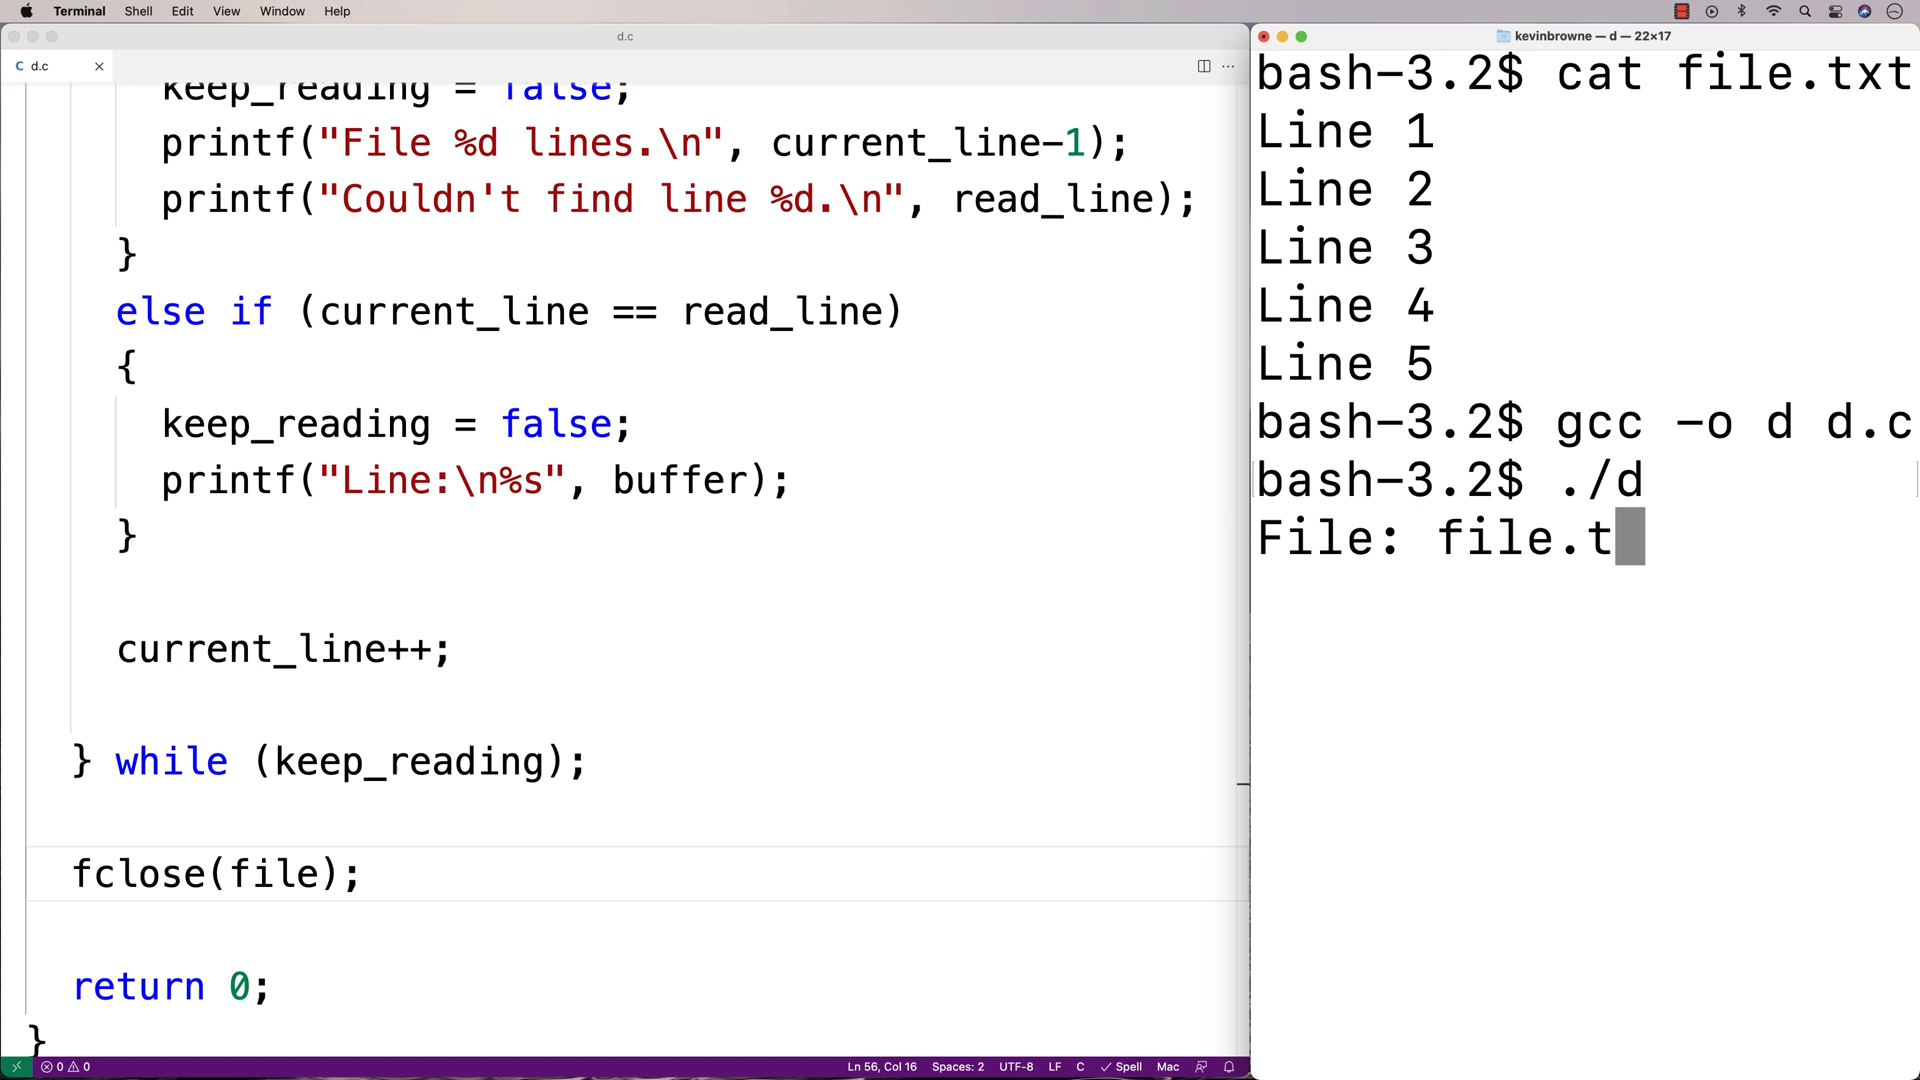 Terminal Shell Edit View Window Help
d.c
C d.c
keep_reading = false;
printf("File %d lines.\n", current_line-1);
printf("Couldn't find line %d.\n", read_line);
}
else if (current_line == read_line)
{
keep_reading = false;
printf("Line:\n%s", buffer);
}
current_line++;
} while (keep_reading);
fclose(file);
return 0;
}
0 0
Ln 56, Col 16 Spaces: 2 UTF-8 LF C Spell Mac
kevinbrowne — d — 22×17
bash-3.2$ cat file.txt
Line 1
Line 2
Line 3
Line 4
Line 5
bash-3.2$ gcc -o d d.c
bash-3.2$ ./d
File: file.t